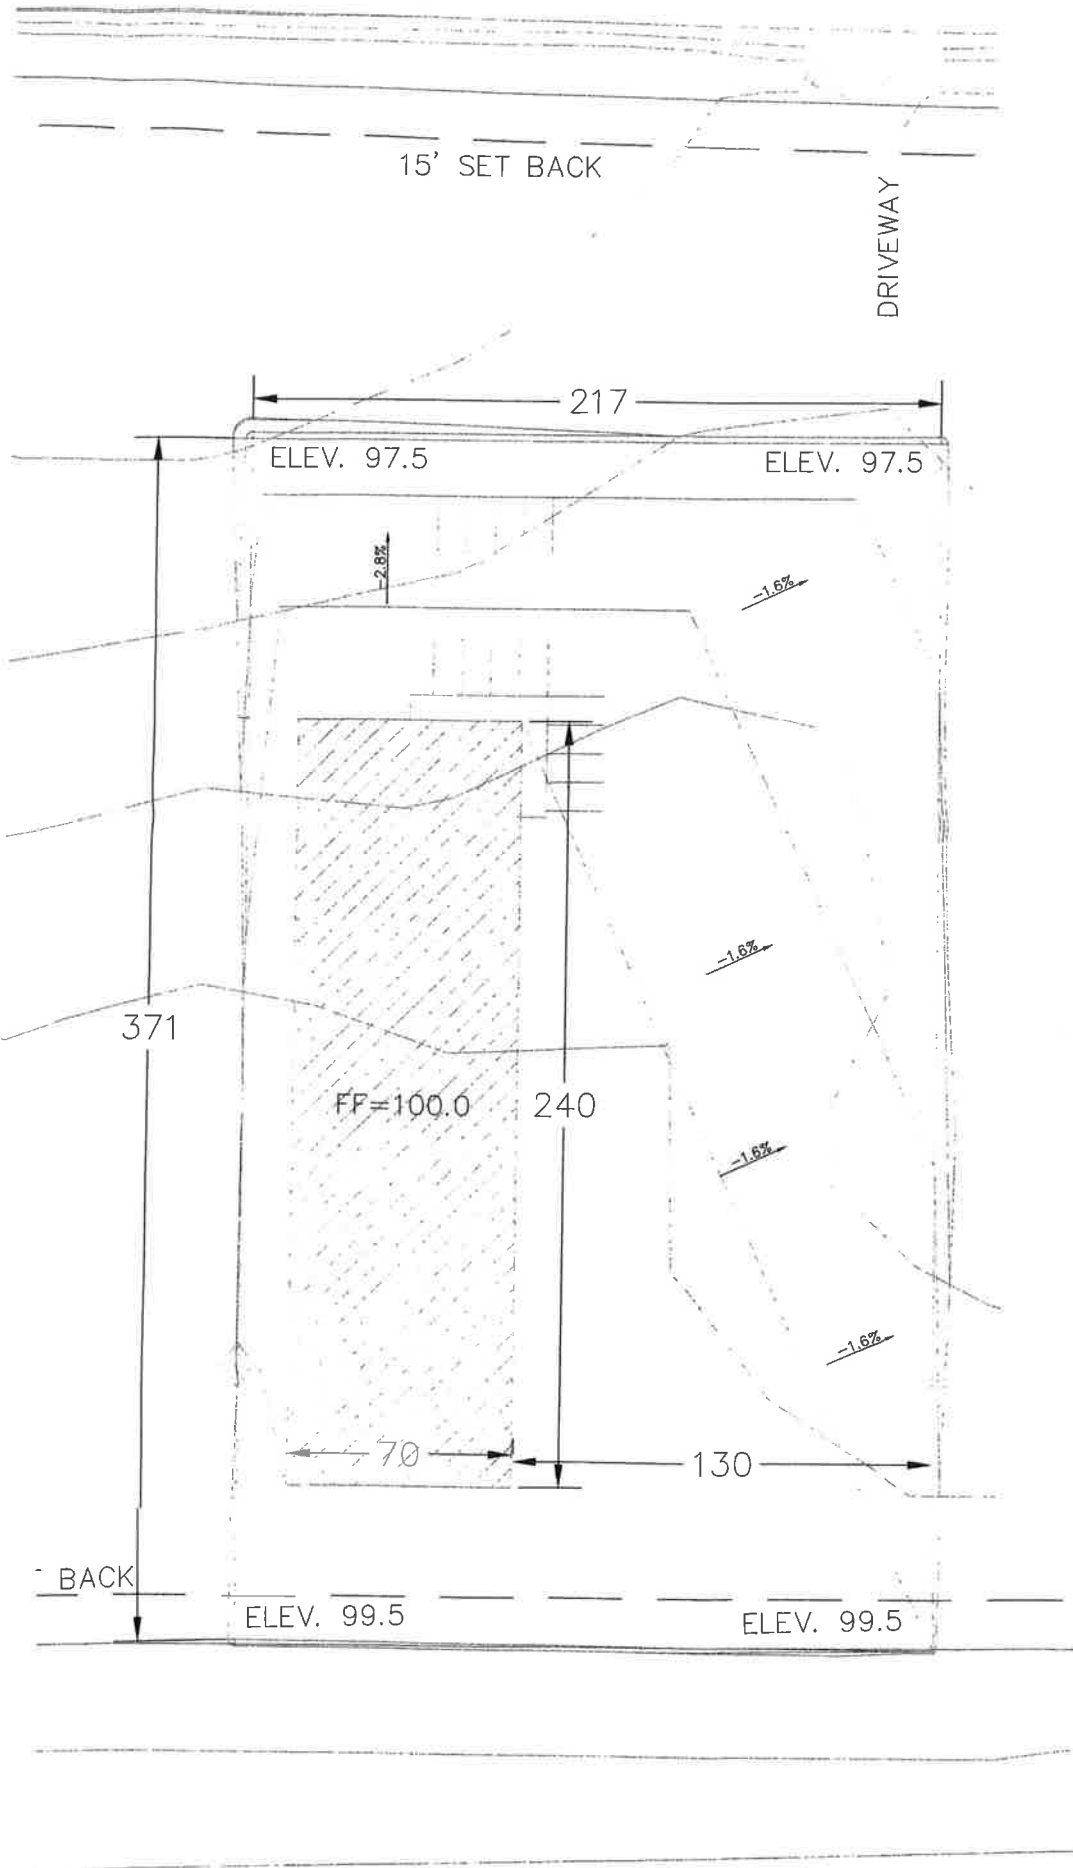 15' SET BACK
DRIVEWAY
217
ELEV. 97.5
ELEV. 97.5
-2.8%
-1.6%
-1.6%
371
FF=100.0
240
-1.6%
-1.6%
70
130
BACK
ELEV. 99.5
ELEV. 99.5